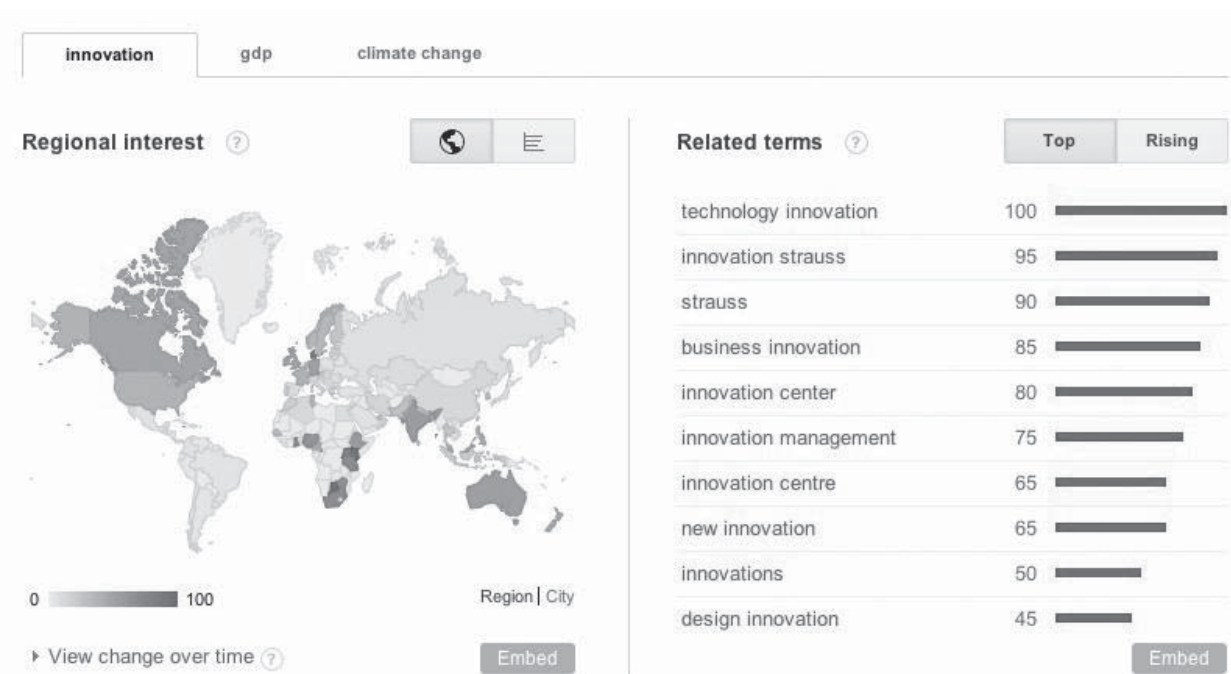 innovation gdp climate change
Regional interest ?
Related terms ? Top Rising
technology innovation 100
innovation strauss 95
strauss 90
business innovation 85
innovation center 80
innovation management 75
innovation centre 65
new innovation 65
innovations 50
design innovation 45
0 100 Region City
View change over time ? Embed
Embed